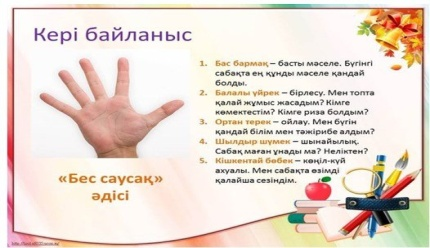 Кері байланыс
1. Бас бармақ – басты мәселе. Бүгінгі
сабақта ең құнды мәселе қандай
болды.
2. Балалы үйрек – бірлесу. Мен топта
қалай жұмыс жасадым? Кімге
көмектестім? Кімге риза болдым?
3. Ортан терек – ойлау. Мен бүгін
қандай білім мен тәжірибе алдым?
4. Шылдыр шүмек – шынайылық.
Сабақ маған ұнады ма? Неліктен?
5. Кішкентай бөбек – көңіл-күй
ахуалы. Мен сабақта өзімді
қалайша сезіндім.
«Бес саусақ»
әдісі